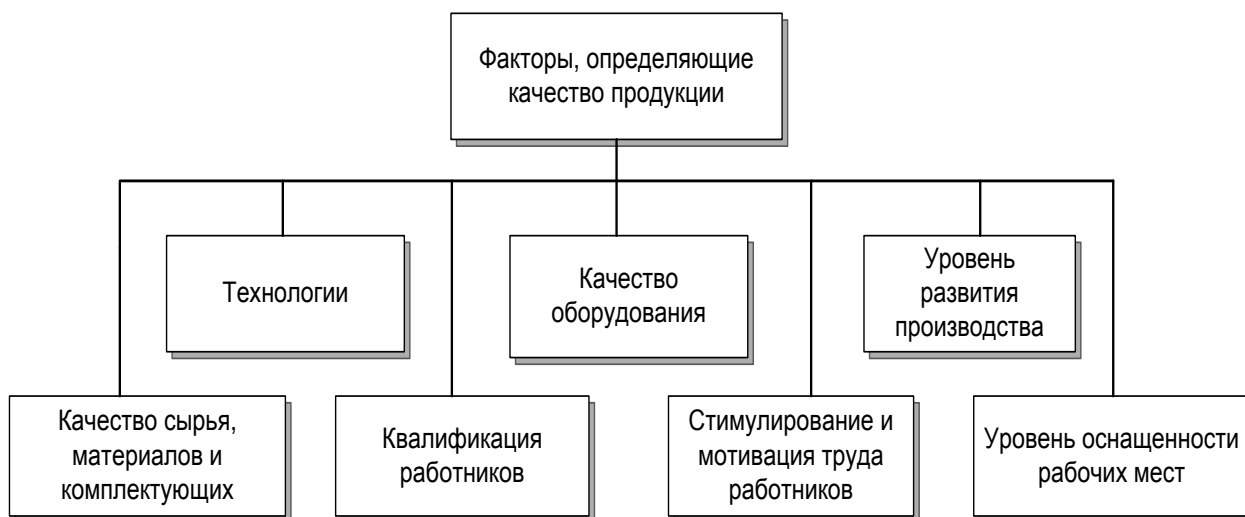 Факторы, определяющие
качество продукции
Технологии
Качество
оборудования
Уровень
развития
производства
Качество сырья,
материалов и
комплектующих
Квалификация
работников
Стимулирование и
мотивация труда
работников
Уровень оснащенности
рабочих мест